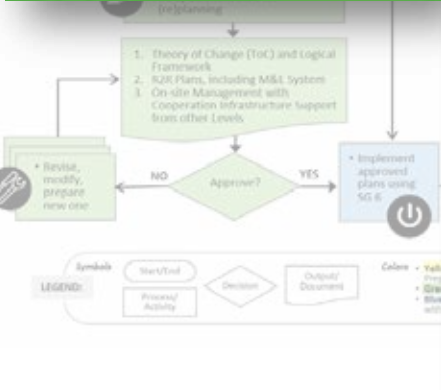 (re)planning
1. Theory of Change (ToC) and Logical
Framework
2. R2R Plans, including M&E System
3. On-site Management with
Cooperation Infrastructure Support
from other Levels
• Revise,
modify,
prepare
new one
NO
Approve?
YES
• Implement
approved
plans using
SG 6
LEGEND:
Symbols
Start/End
Process/
Activity
Decision
Output/
Document
Colors